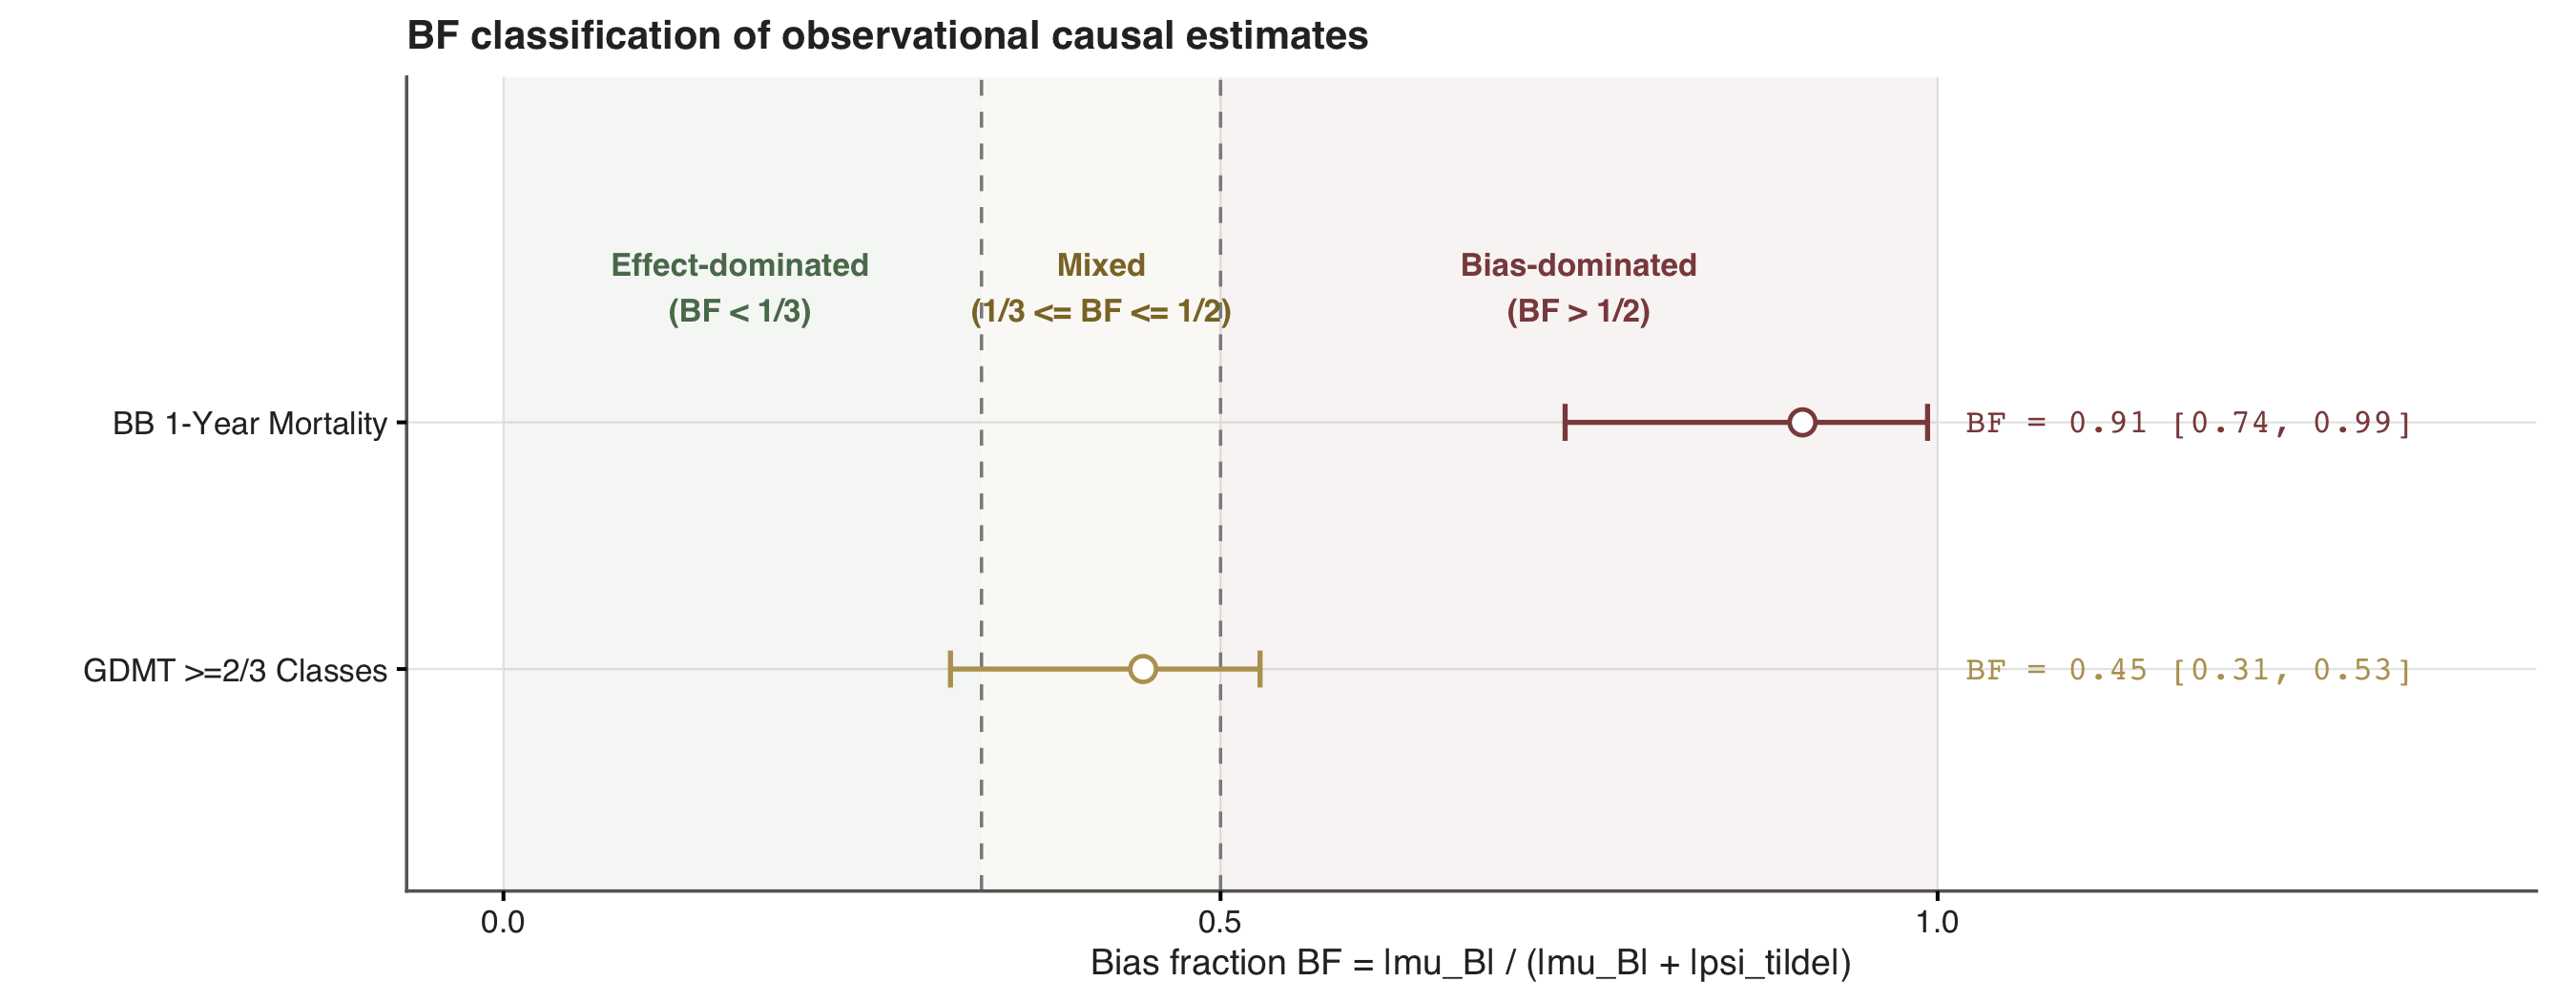 BF classification of observational causal estimates
Effect-dominated
(BF < 1/3)
Mixed
(1/3 <= BF <= 1/2)
Bias-dominated
(BF > 1/2)
BB 1-Year Mortality
BF = 0.91 [0.74, 0.99]
GDMT >=2/3 Classes
BF = 0.45 [0.31, 0.53]
0.0
0.5
1.0
Bias fraction BF = |mu_B| / (|mu_B| + |psi_tilde|)